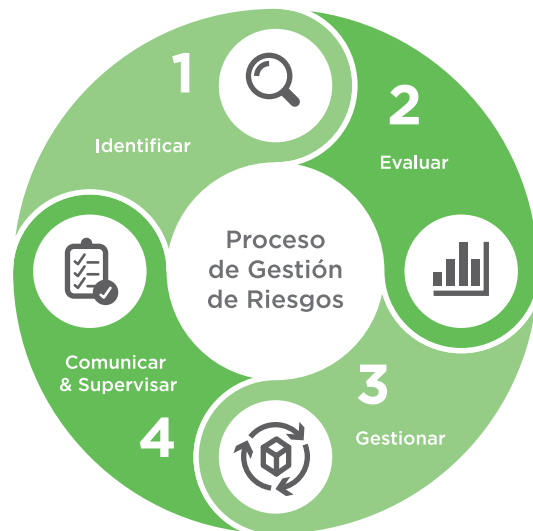 1
Identificar
2
Evaluar
Proceso
de Gestión
de Riesgos
3
Gestionar
Comunicar
& Supervisar
4